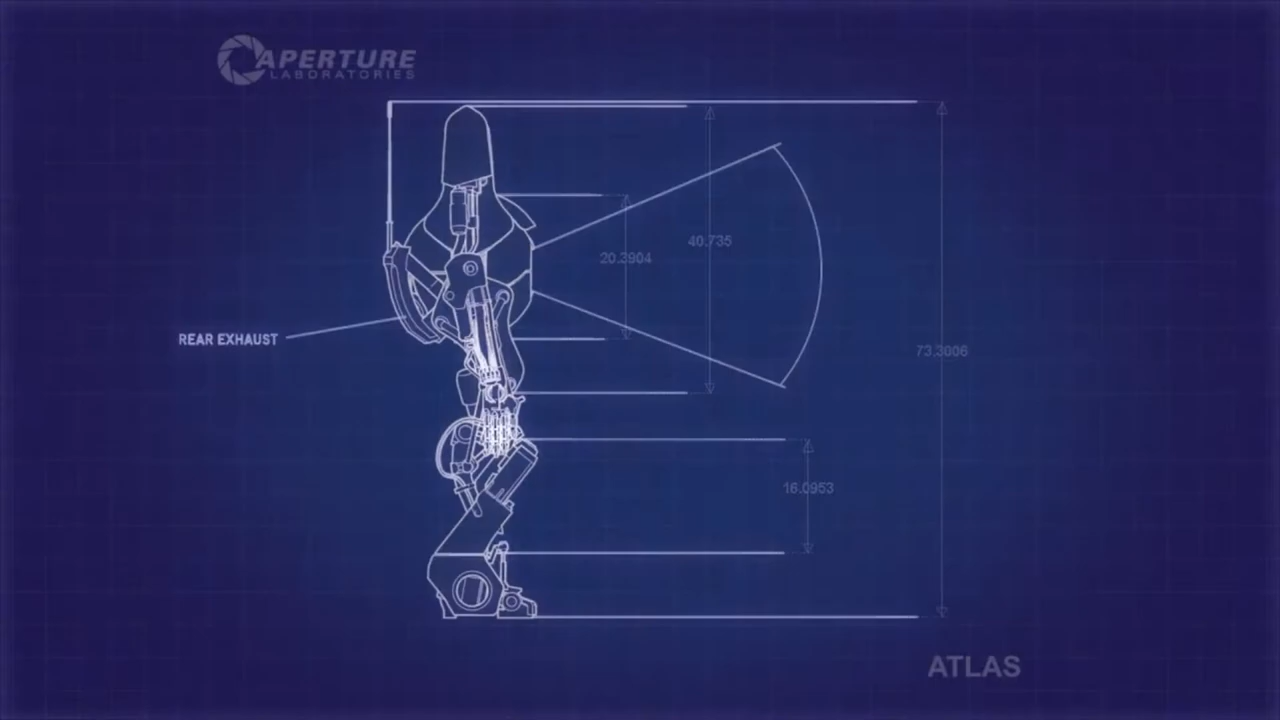 APERTURE
LABORATORIES
40.735
20.3904
REAR EXHAUST
73.3006
16.0953
ATLAS